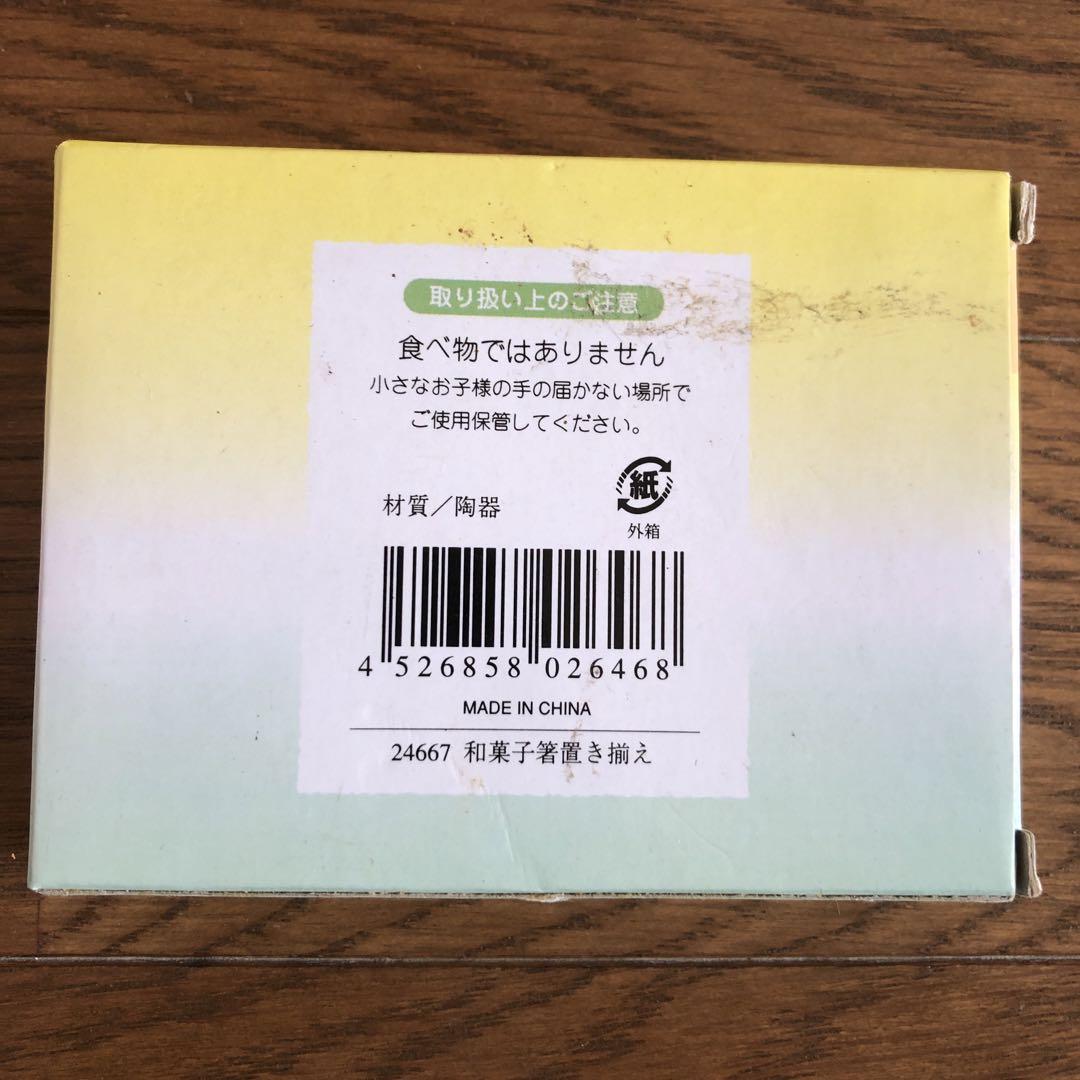 取り扱い上のご注意
食べ物ではありません
小さなお子様の手の届かない場所で
ご使用保管してください。
紙
材質／陶器
外箱
4 526858 026468
MADE IN CHINA
24667 和菓子箸置き揃え